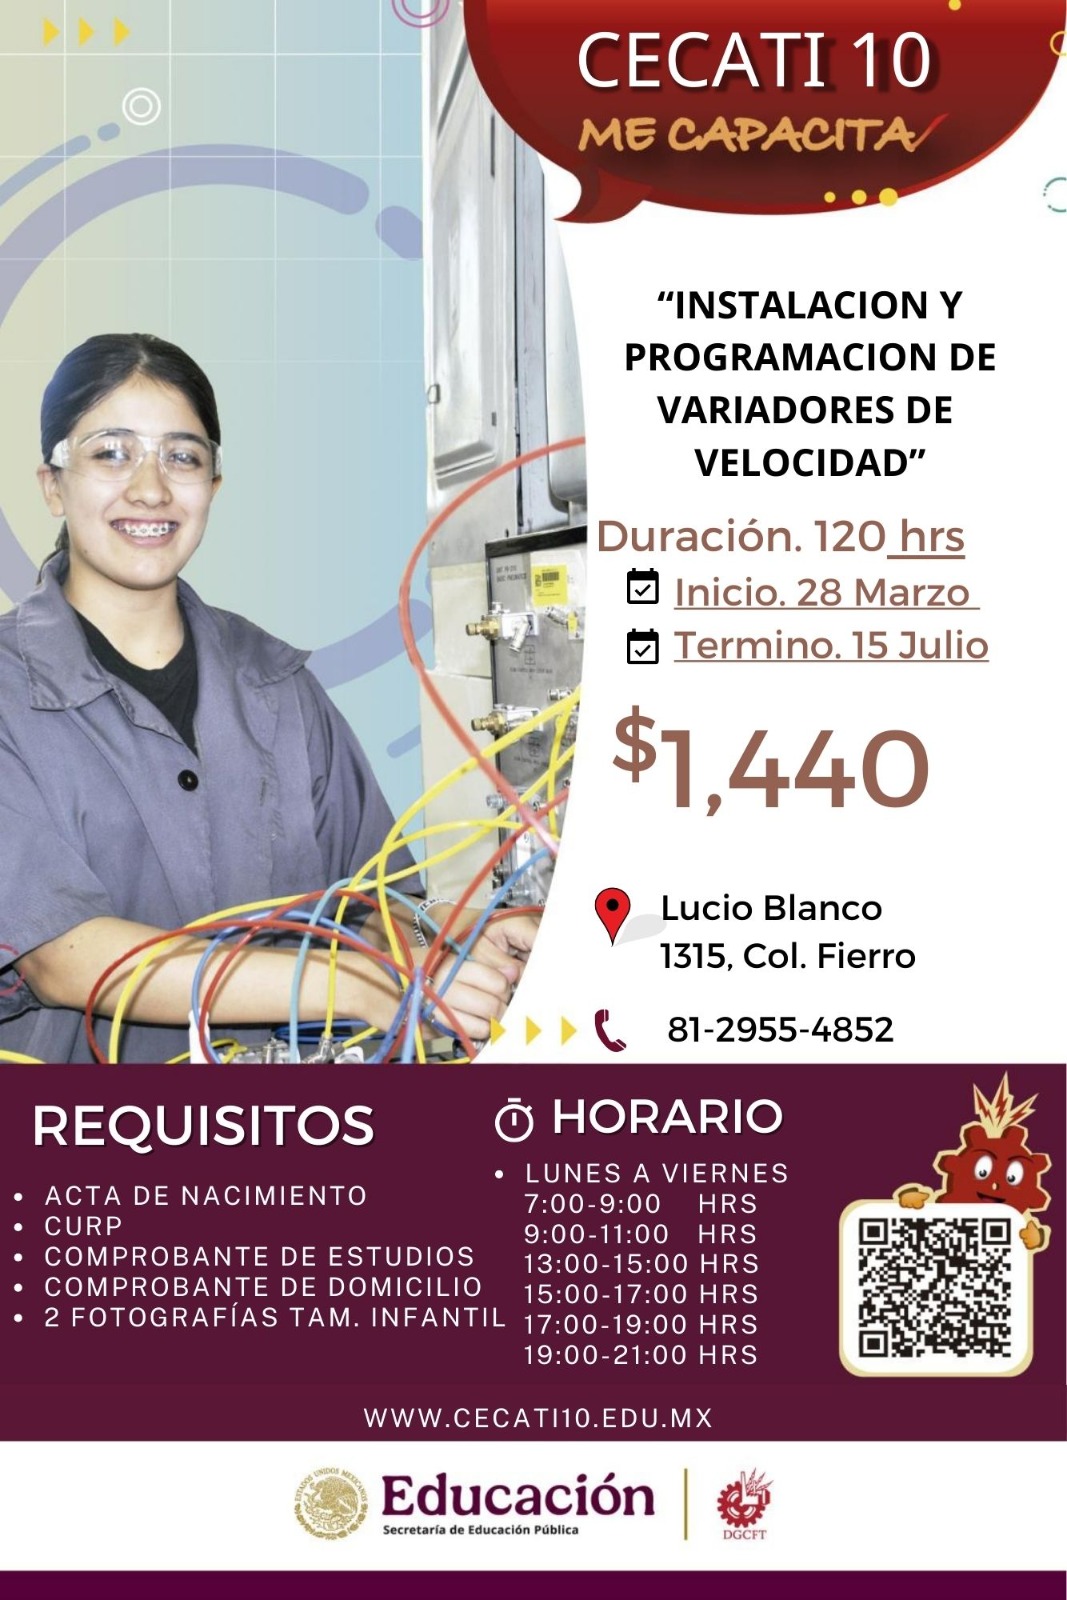 CECATI 10
ME CAPACITA
“INSTALACION Y
PROGRAMACION DE
VARIADORES DE
VELOCIDAD”
Duración. 120 hrs
Inicio. 28 Marzo
Termino. 15 Julio
$1,440
Lucio Blanco
1315, Col. Fierro
81-2955-4852
REQUISITOS
• ACTA DE NACIMIENTO
• CURP
• COMPROBANTE DE ESTUDIOS
• COMPROBANTE DE DOMICILIO
• 2 FOTOGRAFÍAS TAM. INFANTIL
HORARIO
• LUNES A VIERNES
7:00-9:00 HRS
9:00-11:00 HRS
13:00-15:00 HRS
15:00-17:00 HRS
17:00-19:00 HRS
19:00-21:00 HRS
WWW.CECATI10.EDU.MX
ESTADOS UNIDOS MEXICANOS
Educación
Secretaría de Educación Pública
DGCFT